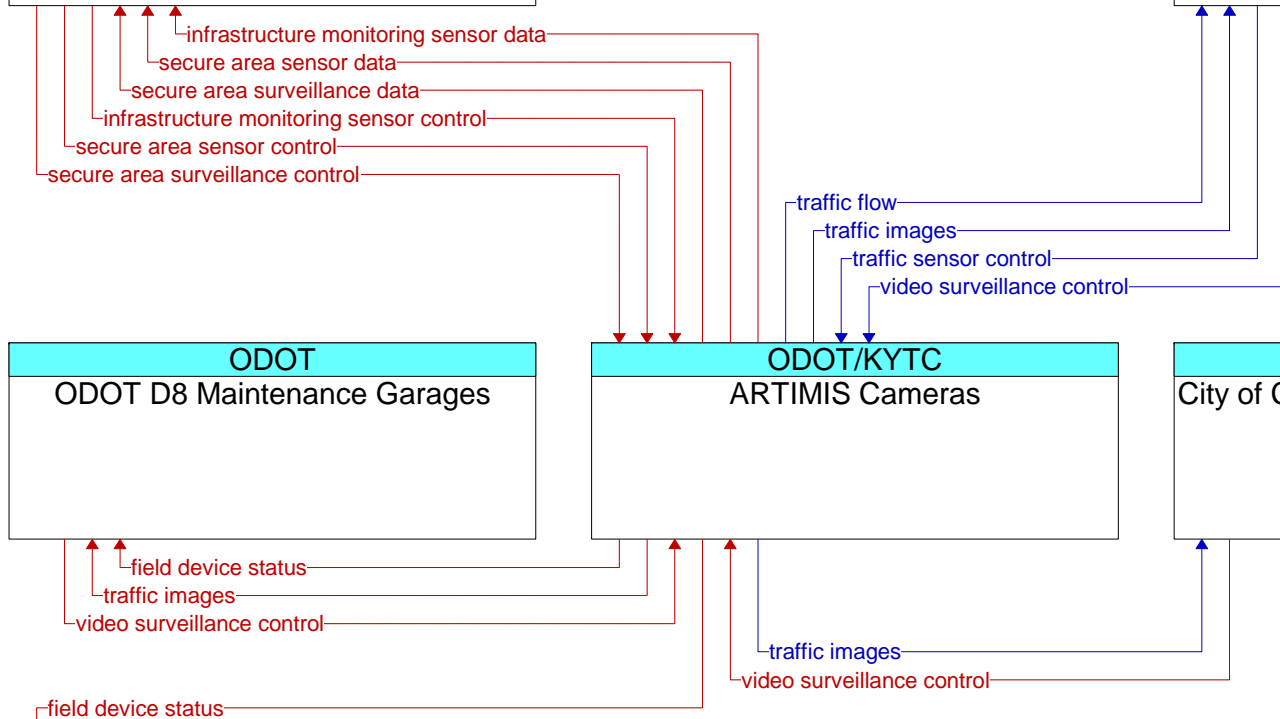 infrastructure monitoring sensor data
secure area sensor data
secure area surveillance data
infrastructure monitoring sensor control
secure area sensor control
secure area surveillance control
traffic flow
traffic images
traffic sensor control
video surveillance control
ODOT
ODOT D8 Maintenance Garages
ODOT/KYTC
ARTIMIS Cameras
City of
field device status
traffic images
video surveillance control
traffic images
video surveillance control
field device status